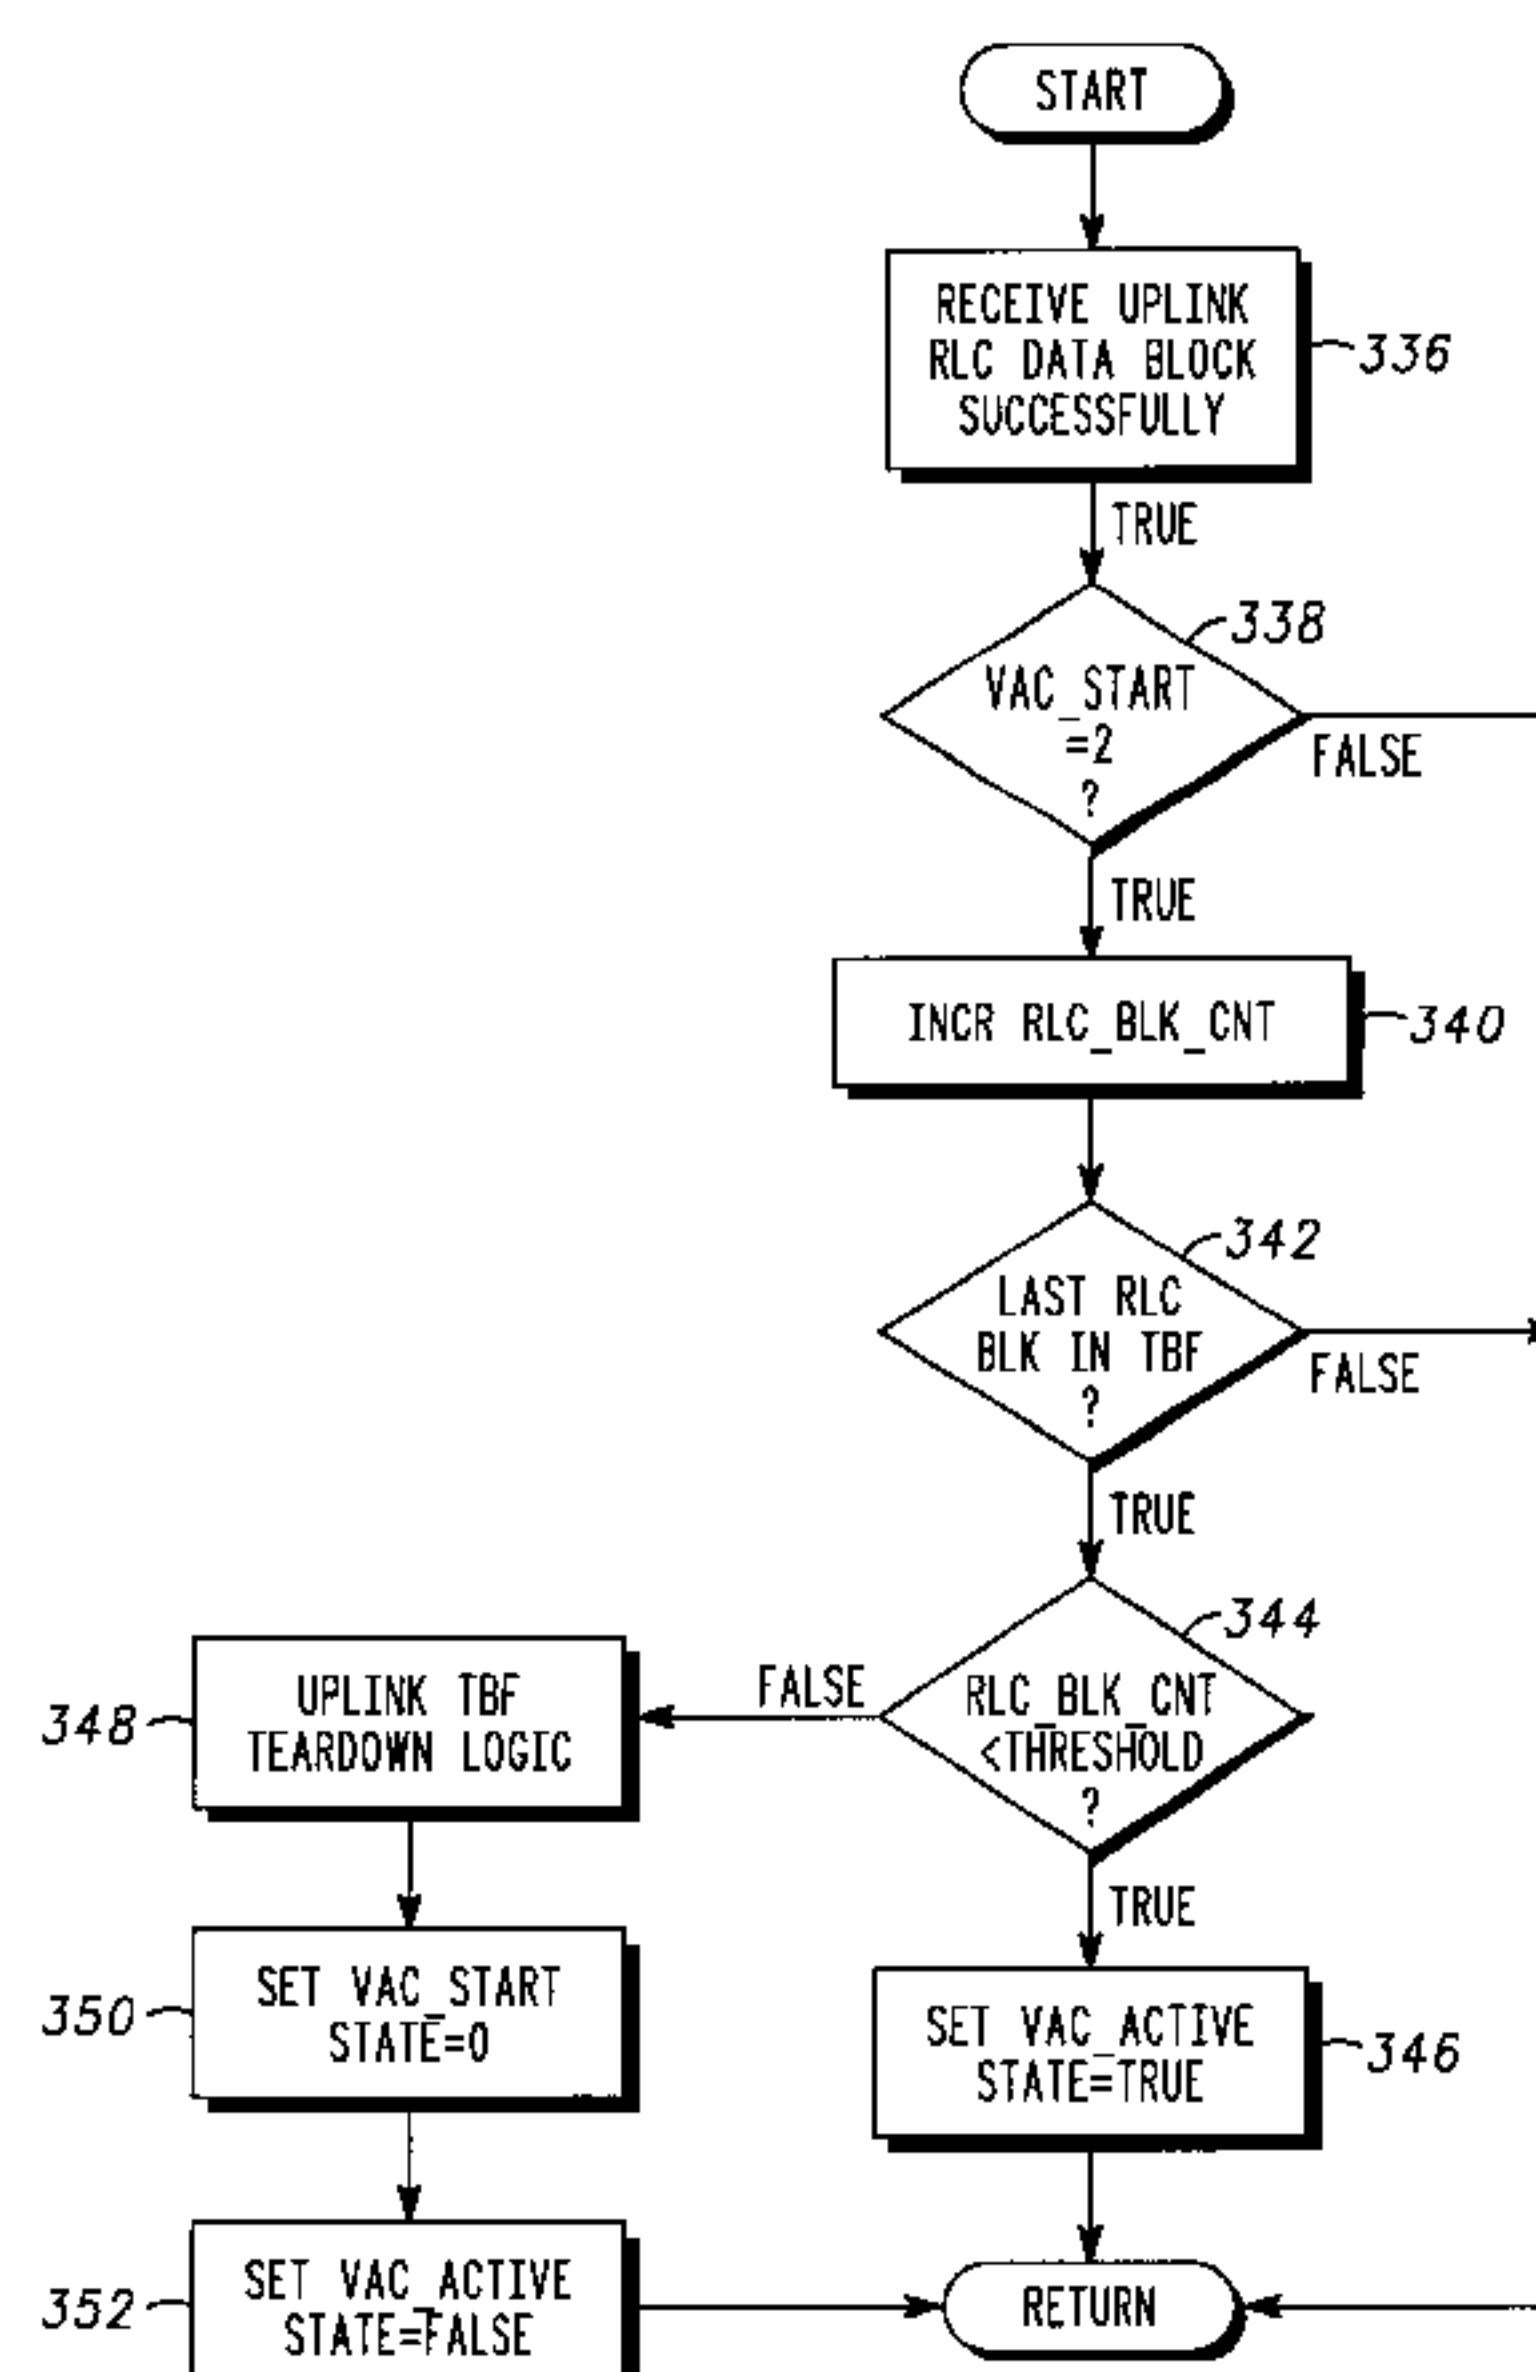 START
RECEIVE UPLINK
RLC DATA BLOCK
SUCCESSFULLY
336
TRUE
338
VAC_START
=2
?
FALSE
TRUE
INCR RLC_BLK_CNT
340
342
LAST RLC
BLK IN TBF
?
FALSE
TRUE
344
RLC_BLK_CNT
<THRESHOLD
?
FALSE
UPLINK TBF
TEARDOWN LOGIC
348
TRUE
SET VAC_START
STATE=0
350
SET VAC_ACTIVE
STATE=TRUE
346
SET VAC_ACTIVE
STATE=FALSE
352
RETURN